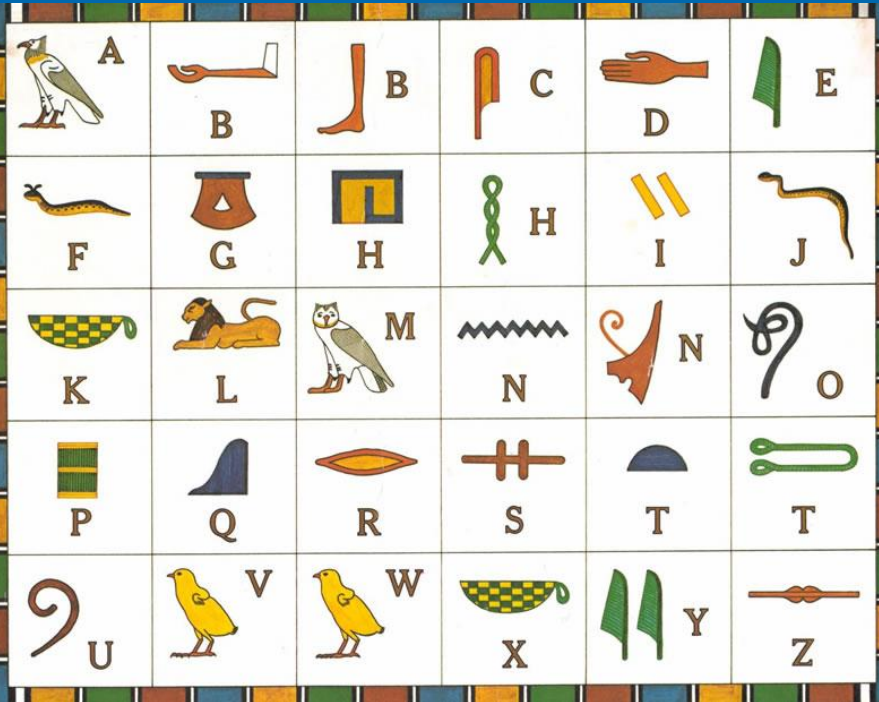 A B B C D E
F G H H I J
K L M N N O
P Q R S T T
U V W X Y Z